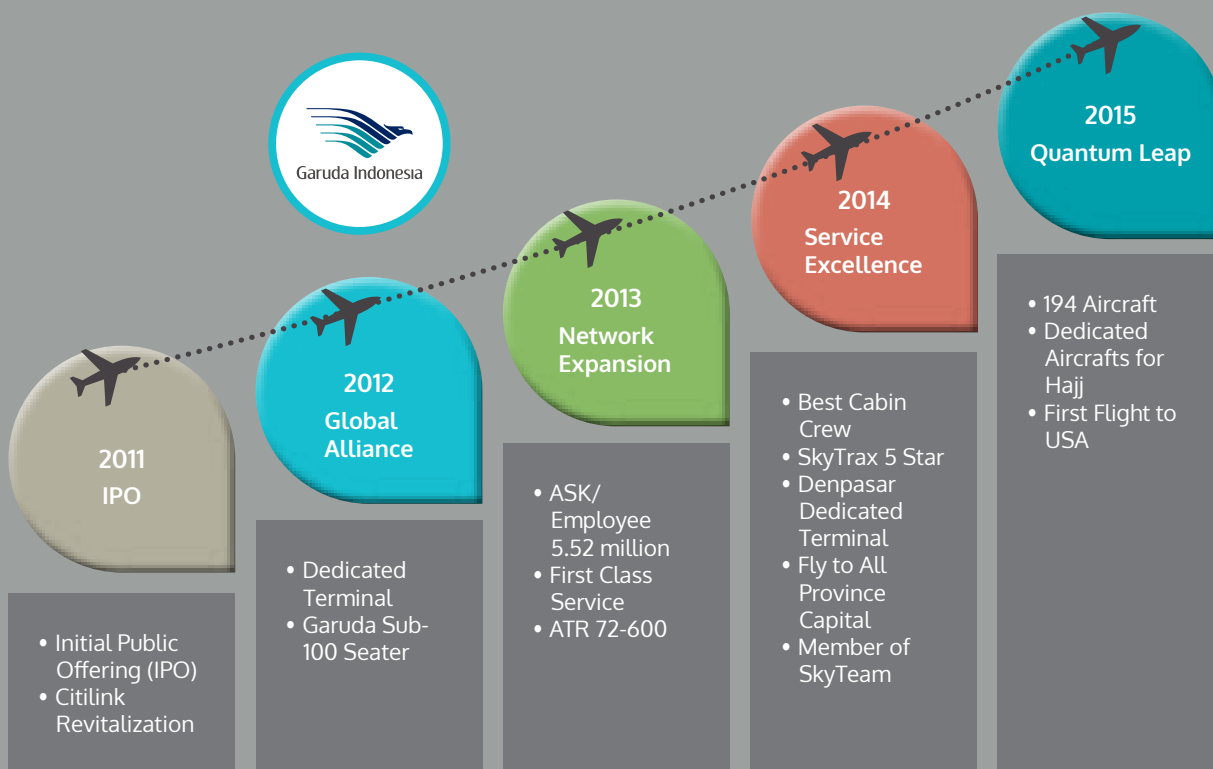 Garuda Indonesia
2011
IPO
• Initial Public
Offering (IPO)
• Citilink
Revitalization
2012
Global
Alliance
• Dedicated
Terminal
• Garuda Sub-
100 Seater
2013
Network
Expansion
• ASK/
Employee
5.52 million
• First Class
Service
• ATR 72-600
2014
Service
Excellence
• Best Cabin
Crew
• SkyTrax 5 Star
• Denpasar
Dedicated
Terminal
• Fly to All
Province
Capital
• Member of
SkyTeam
2015
Quantum Leap
• 194 Aircraft
• Dedicated
Aircrafts for
Hajj
• First Flight to
USA